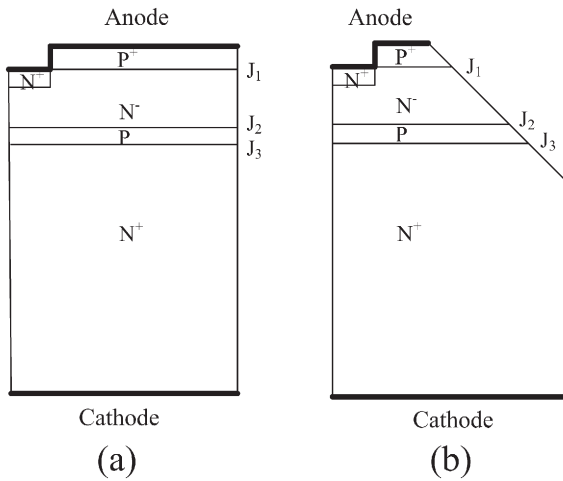 Anode
P⁺
J₁
N⁺
N⁻
J₂
P
J₃
N⁺
Cathode
(a)
Anode
P⁺
J₁
N⁺
N⁻
J₂
P
J₃
N⁺
Cathode
(b)